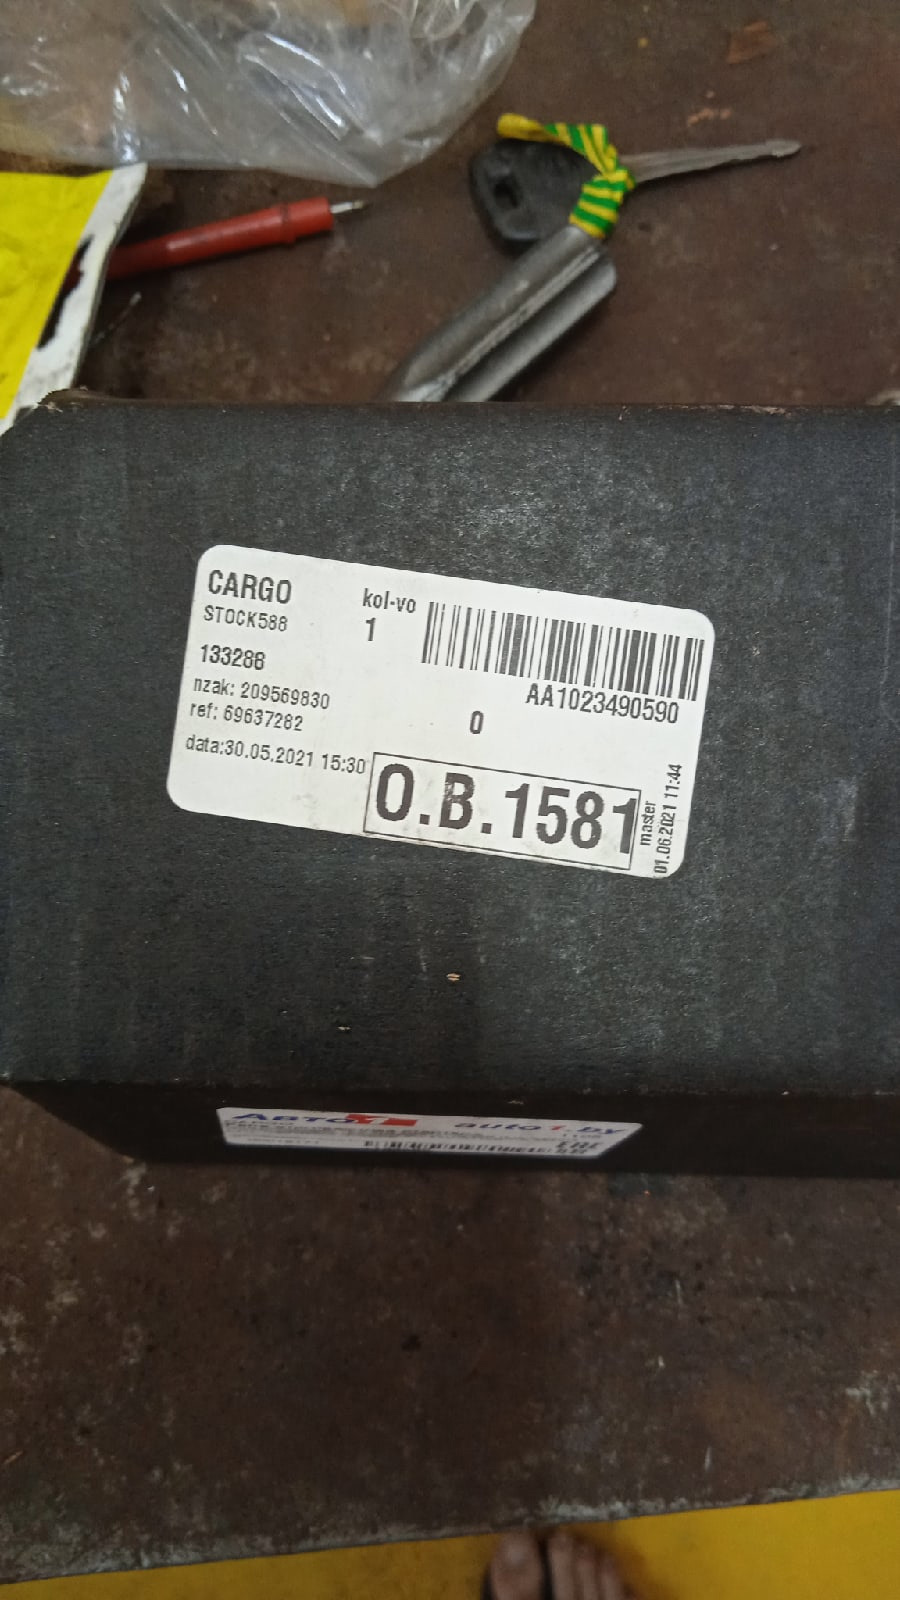 CARGO
STOCK588
133286
nzak: 209569830
ref: 69637282
data:30.05.2021 15:30
kol-vo
1
AA1023490590
0
O.B.1581
master
01.06.2021 11:44
Авто1 auto1.by